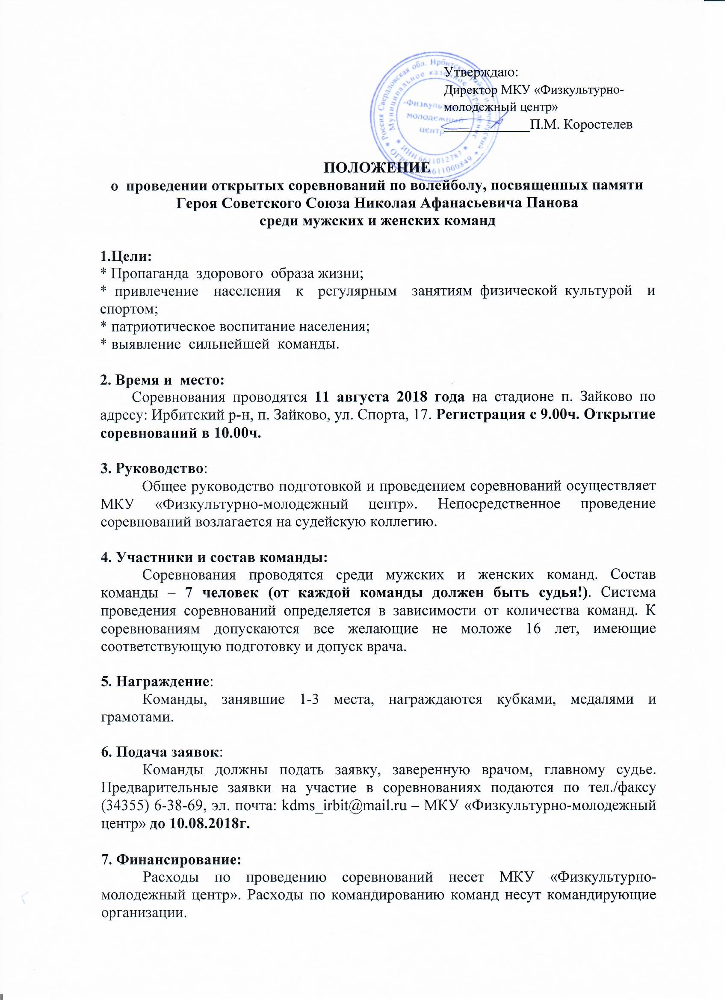 Утверждаю:
Директор МКУ «Физкультурно-
молодежный центр»
П.М. Коростелев
Россия Свердловская обл.
Муниципальное казенное
«Физкульту
молодежный
центр
* ИНН 6611012787 *
ПОЛОЖЕНИЕ
о проведении открытых соревнований по волейболу, посвященных памяти
Героя Советского Союза Николая Афанасьевича Панова
среди мужских и женских команд
1.Цели:
* Пропаганда здорового образа жизни;
* привлечение населения к регулярным занятиям физической культурой и
спортом;
* патриотическое воспитание населения;
* выявление сильнейшей команды.
2. Время и место:
Соревнования проводятся 11 августа 2018 года на стадионе п. Зайково по
адресу: Ирбитский р-н, п. Зайково, ул. Спорта, 17. Регистрация с 9.00ч. Открытие
соревнований в 10.00ч.
3. Руководство:
Общее руководство подготовкой и проведением соревнований осуществляет
МКУ «Физкультурно-молодежный центр». Непосредственное проведение
соревнований возлагается на судейскую коллегию.
4. Участники и состав команды:
Соревнования проводятся среди мужских и женских команд. Состав
команды – 7 человек (от каждой команды должен быть судья!). Система
проведения соревнований определяется в зависимости от количества команд. К
соревнованиям допускаются все желающие не моложе 16 лет, имеющие
соответствующую подготовку и допуск врача.
5. Награждение:
Команды, занявшие 1-3 места, награждаются кубками, медалями и
грамотами.
6. Подача заявок:
Команды должны подать заявку, заверенную врачом, главному судье.
Предварительные заявки на участие в соревнованиях подаются по тел./факсу
(34355) 6-38-69, эл. почта: kdms_irbit@mail.ru – МКУ «Физкультурно-молодежный
центр» до 10.08.2018г.
7. Финансирование:
Расходы по проведению соревнований несет МКУ «Физкультурно-
молодежный центр». Расходы по командированию команд несут командирующие
организации.